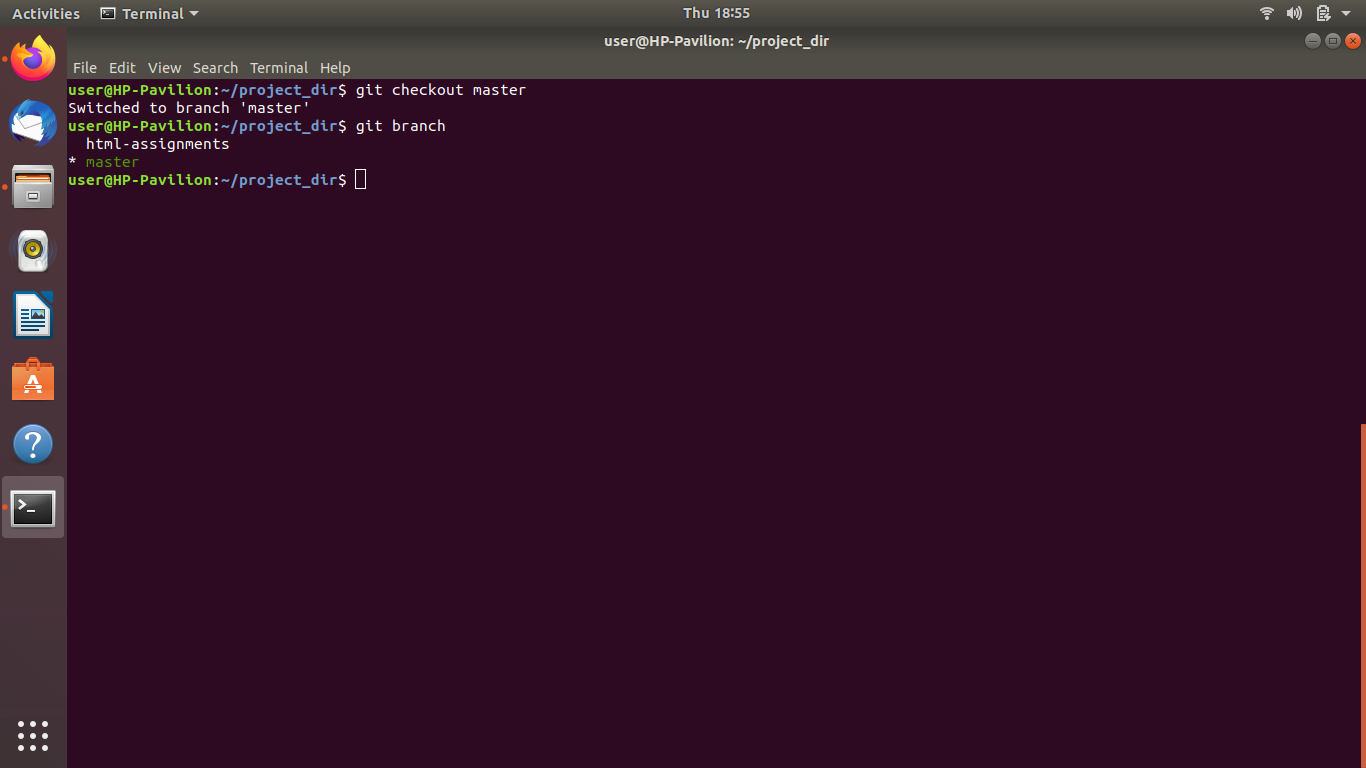 Activities Terminal Thu 18:55
user@HP-Pavilion: ~/project_dir
File Edit View Search Terminal Help
user@HP-Pavilion:~/project_dir$ git checkout master
Switched to branch 'master'
user@HP-Pavilion:~/project_dir$ git branch
  html-assignments
* master
user@HP-Pavilion:~/project_dir$